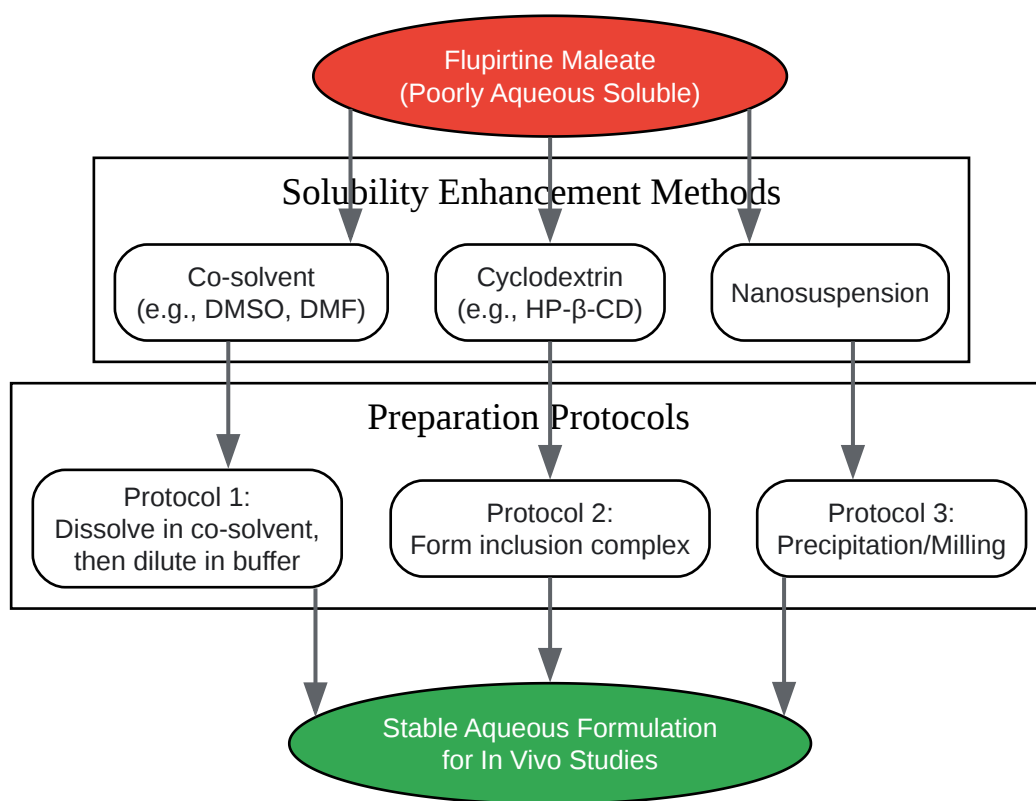 Flupirtine Maleate
(Poorly Aqueous Soluble)
Solubility Enhancement Methods
Co-solvent
(e.g., DMSO, DMF)
Cyclodextrin
(e.g., HP-β-CD)
Nanosuspension
Preparation Protocols
Protocol 1:
Dissolve in co-solvent,
then dilute in buffer
Protocol 2:
Form inclusion complex
Protocol 3:
Precipitation/Milling
Stable Aqueous Formulation
for In Vivo Studies